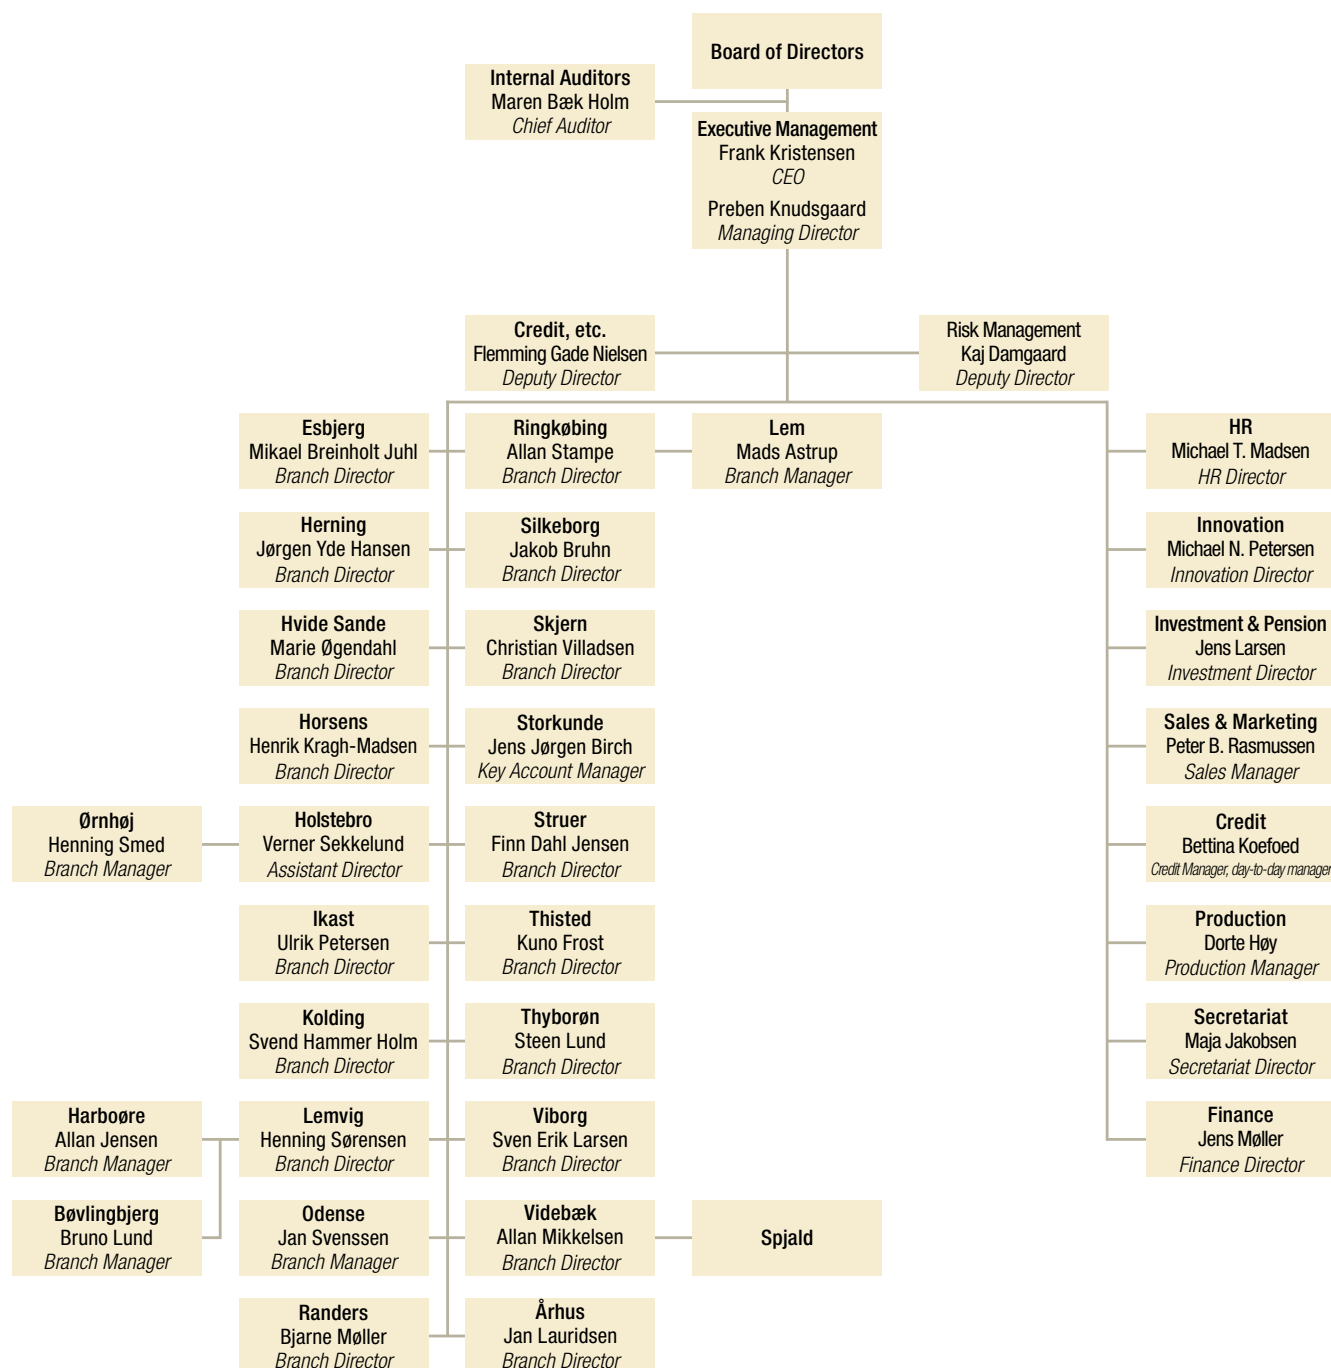 Board of Directors
Internal Auditors
Maren Bæk Holm
Chief Auditor
Executive Management
Frank Kristensen
CEO
Preben Knudsgaard
Managing Director
Credit, etc.
Flemming Gade Nielsen
Deputy Director
Risk Management
Kaj Damgaard
Deputy Director
Esbjerg
Mikael Breinholt Juhl
Branch Director
Ringkøbing
Allan Stampe
Branch Director
Lem
Mads Astrup
Branch Manager
HR
Michael T. Madsen
HR Director
Herning
Jørgen Yde Hansen
Branch Director
Silkeborg
Jakob Bruhn
Branch Director
Innovation
Michael N. Petersen
Innovation Director
Hvide Sande
Marie Øgendahl
Branch Director
Skjern
Christian Villadsen
Branch Director
Investment & Pension
Jens Larsen
Investment Director
Horsens
Henrik Kragh-Madsen
Branch Director
Storkunde
Jens Jørgen Birch
Key Account Manager
Sales & Marketing
Peter B. Rasmussen
Sales Manager
Ørnhøj
Henning Smed
Branch Manager
Holstebro
Verner Sekkelund
Assistant Director
Struer
Finn Dahl Jensen
Branch Director
Credit
Bettina Koefoed
Credit Manager, day-to-day manager
Ikast
Ulrik Petersen
Branch Director
Thisted
Kuno Frost
Branch Director
Production
Dorte Høy
Production Manager
Kolding
Svend Hammer Holm
Branch Director
Thyborøn
Steen Lund
Branch Director
Secretariat
Maja Jakobsen
Secretariat Director
Harboøre
Allan Jensen
Branch Manager
Lemvig
Henning Sørensen
Branch Director
Viborg
Sven Erik Larsen
Branch Director
Finance
Jens Møller
Finance Director
Bøvlingbjerg
Bruno Lund
Branch Manager
Odense
Jan Svenssen
Branch Manager
Videbæk
Allan Mikkelsen
Branch Director
Spjald
Randers
Bjarne Møller
Branch Director
Århus
Jan Lauridsen
Branch Director